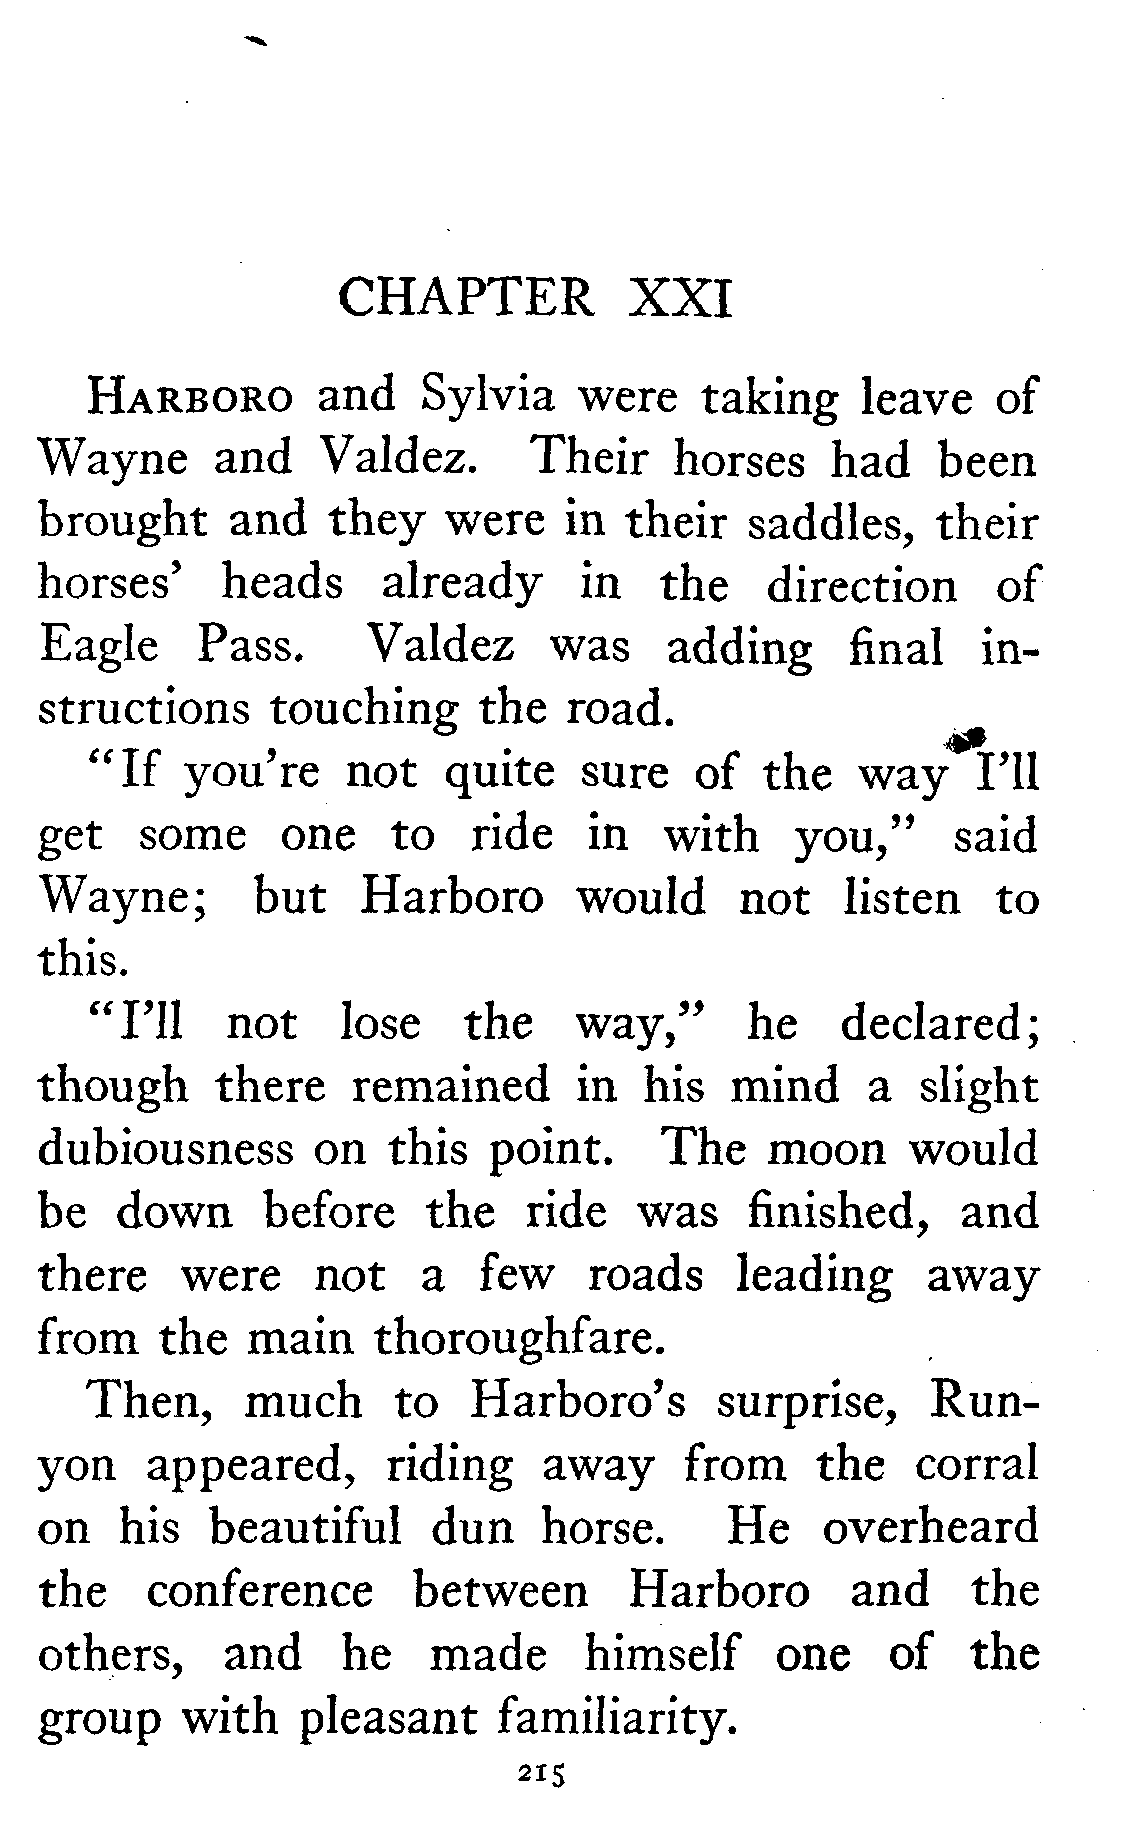 CHAPTER XXI
HARBORO and Sylvia were taking leave of
Wayne and Valdez. Their horses had been
brought and they were in their saddles, their
horses' heads already in the direction of
Eagle Pass. Valdez was adding final in-
structions touching the road.
"If you're not quite sure of the way I'll
get some one to ride in with you," said
Wayne; but Harboro would not listen to
this.
"I'll not lose the way," he declared;
though there remained in his mind a slight
dubiousness on this point. The moon would
be down before the ride was finished, and
there were not a few roads leading away
from the main thoroughfare.
Then, much to Harboro's surprise, Run-
yon appeared, riding away from the corral
on his beautiful dun horse. He overheard
the conference between Harboro and the
others, and he made himself one of the
group with pleasant familiarity.
215